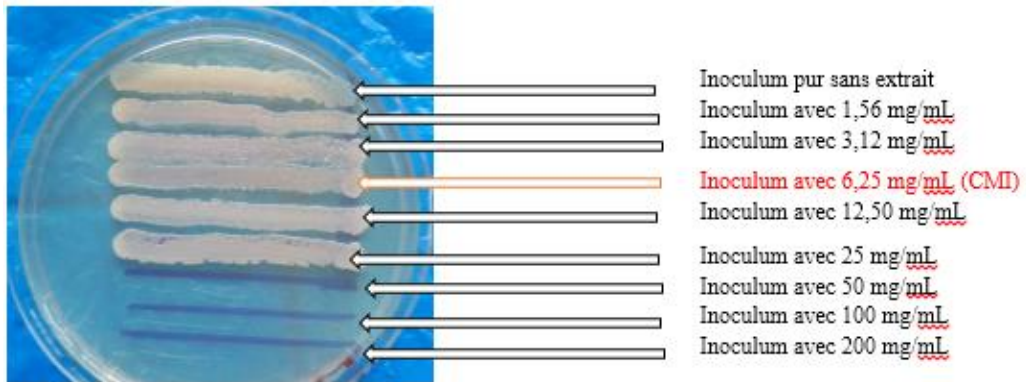 Inoculum pur sans extrait
Inoculum avec 1,56 mg/mL
Inoculum avec 3,12 mg/mL
Inoculum avec 6,25 mg/mL (CMI)
Inoculum avec 12,50 mg/mL
Inoculum avec 25 mg/mL
Inoculum avec 50 mg/mL
Inoculum avec 100 mg/mL
Inoculum avec 200 mg/mL